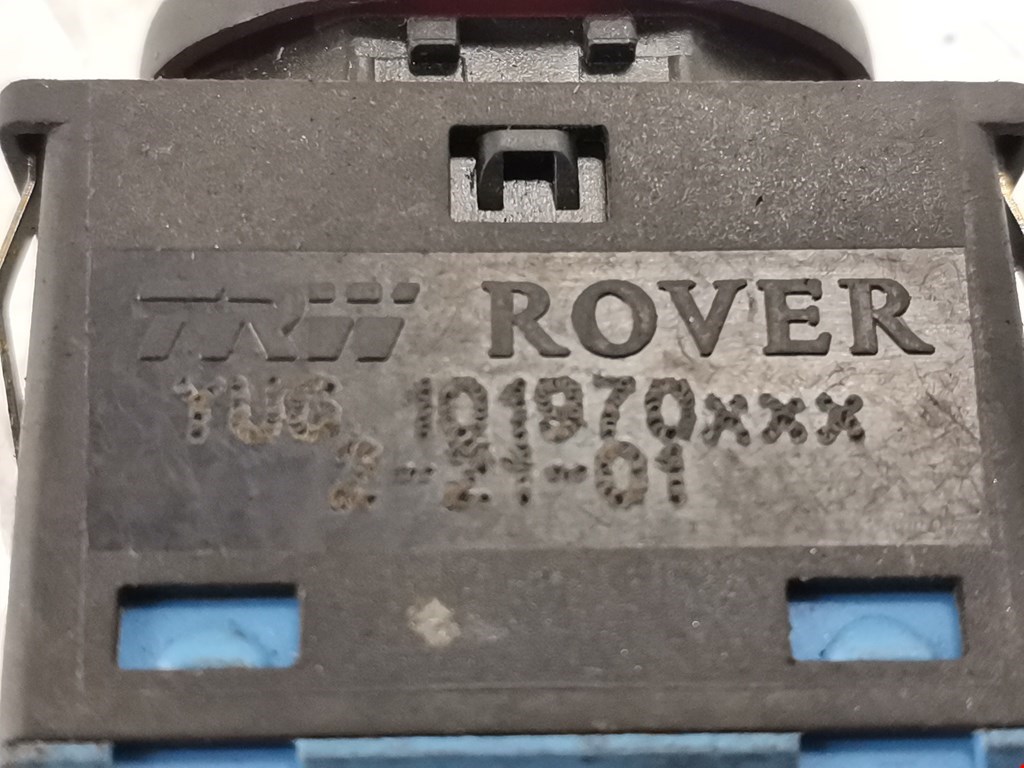 TRW ROVER
YUG 101970xxx
2-21-01